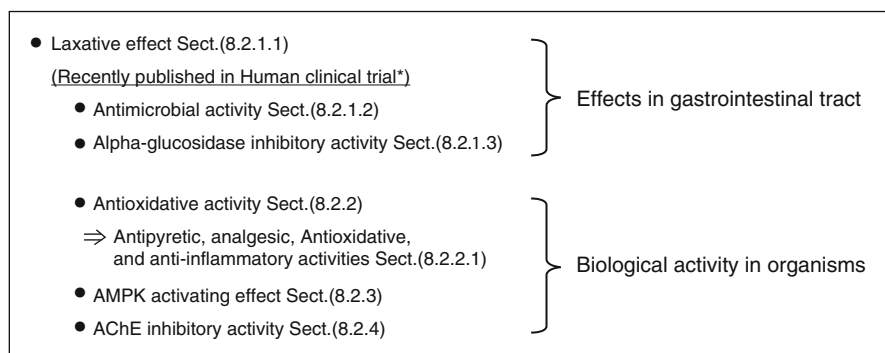 ● Laxative effect Sect.(8.2.1.1)
(Recently published in Human clinical trial*)
● Antimicrobial activity Sect.(8.2.1.2)
● Alpha-glucosidase inhibitory activity Sect.(8.2.1.3)
Effects in gastrointestinal tract
● Antioxidative activity Sect.(8.2.2)
⇒ Antipyretic, analgesic, Antioxidative,
and anti-inflammatory activities Sect.(8.2.2.1)
● AMPK activating effect Sect.(8.2.3)
● AChE inhibitory activity Sect.(8.2.4)
Biological activity in organisms